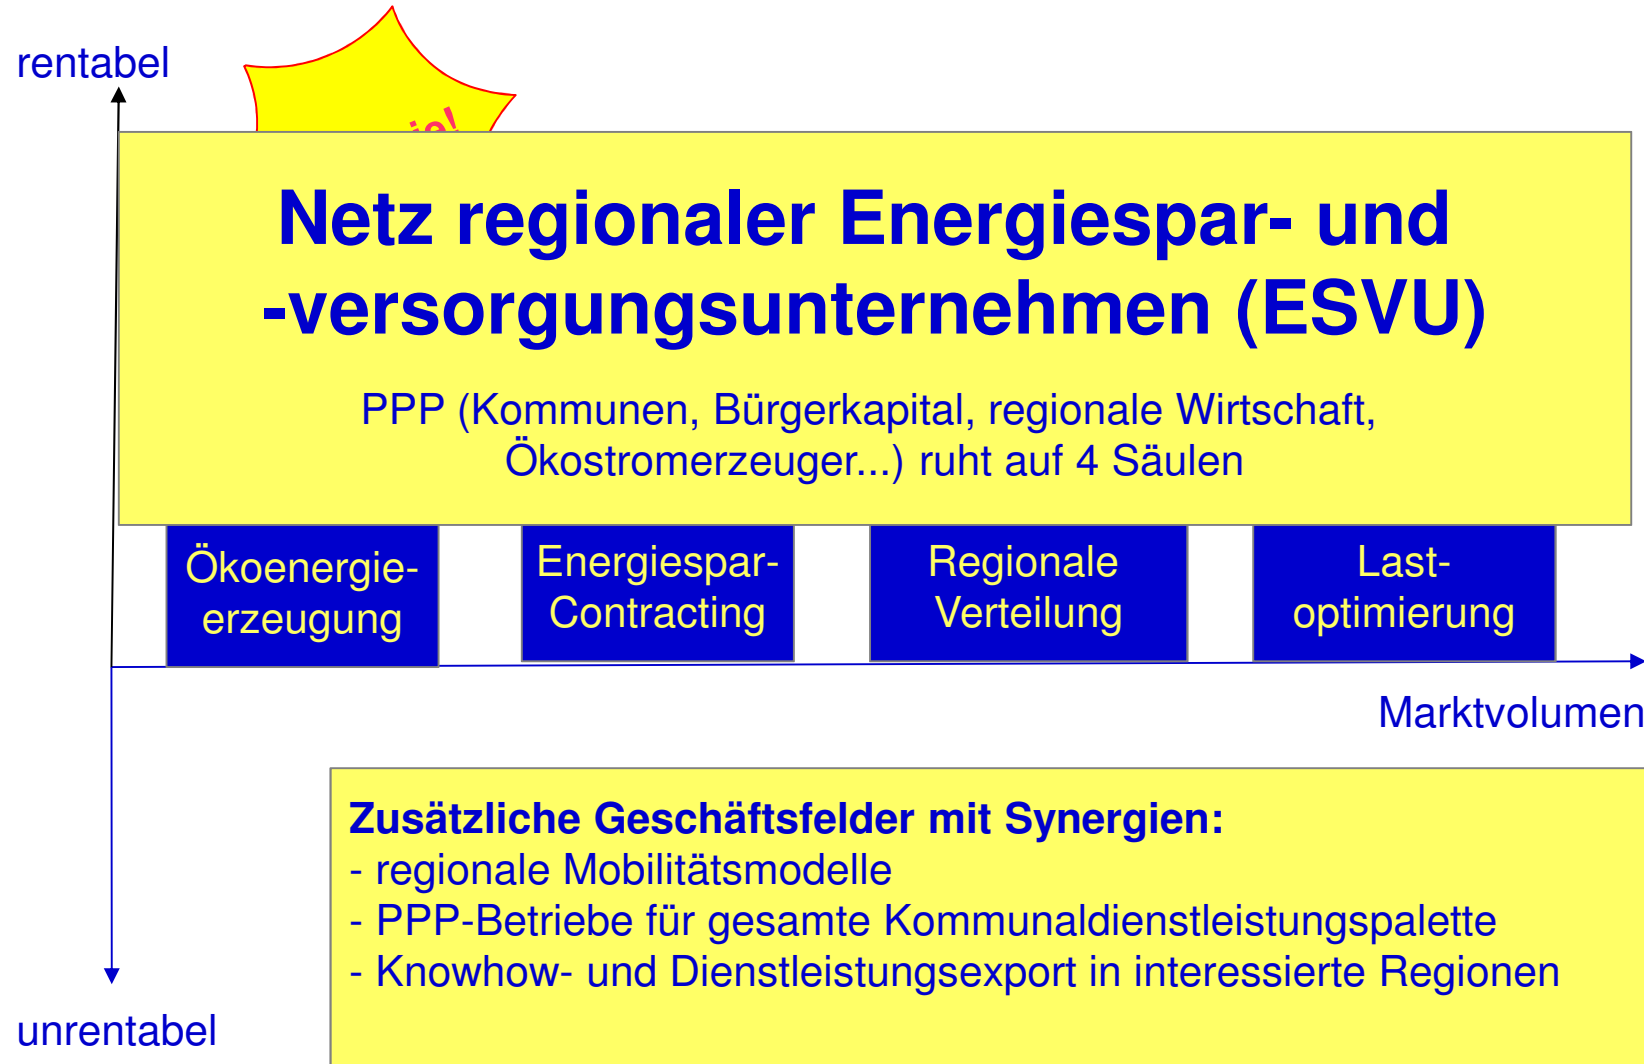 rentabel
Netz regionaler Energiespar- und
-versorgungsunternehmen (ESVU)
PPP (Kommunen, Bürgerkapital, regionale Wirtschaft,
Ökostromerzeuger...) ruht auf 4 Säulen
Ökoenergie-
erzeugung
Energiespar-
Contracting
Regionale
Verteilung
Last-
optimierung
Marktvolumen
Zusätzliche Geschäftsfelder mit Synergien:
- regionale Mobilitätsmodelle
- PPP-Betriebe für gesamte Kommunaldienstleistungspalette
- Knowhow- und Dienstleistungsexport in interessierte Regionen
unrentabel